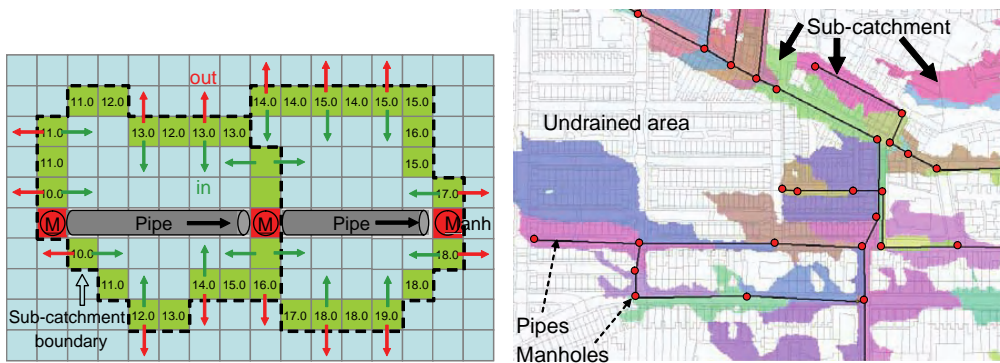 out
11.0 12.0 14.0 14.0 15.0 14.0 15.0 15.0
11.0 13.0 12.0 13.0 13.0 16.0
11.0 15.0
in
10.0 17.0
M Pipe M Pipe Manh
10.0 18.0
11.0 14.0 15.0 16.0 18.0
12.0 13.0 17.0 18.0 18.0 19.0
Sub-catchment
boundary
Sub-catchment
Undrained area
Pipes
Manholes